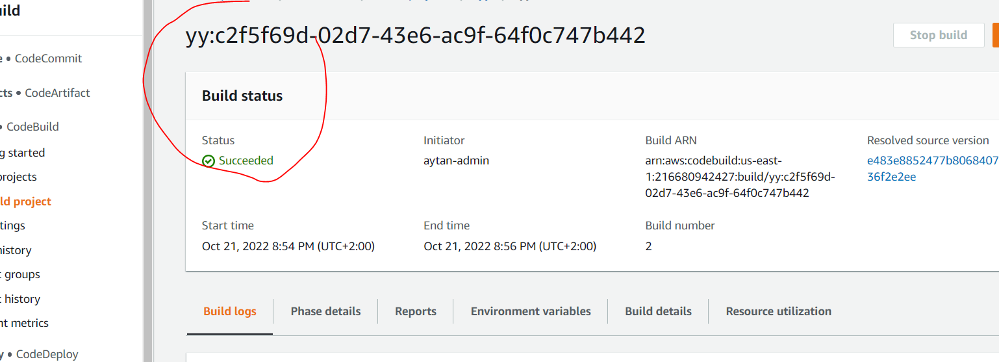 uild
yy:c2f5f69d-02d7-43e6-ac9f-64f0c747b442
Stop build
e • CodeCommit
cts • CodeArtifact
• CodeBuild
g started
projects
ld project
tings
history
t groups
t history
nt metrics
y • CodeDeploy
Build status
Status
Succeeded
Initiator
aytan-admin
Build ARN
arn:aws:codebuild:us-east-
1:216680942427:build/yy:c2f5f69d-
02d7-43e6-ac9f-64f0c747b442
Resolved source version
e483e8852477b8068407
36f2e2ee
Start time
Oct 21, 2022 8:54 PM (UTC+2:00)
End time
Oct 21, 2022 8:56 PM (UTC+2:00)
Build number
2
Build logs
Phase details
Reports
Environment variables
Build details
Resource utilization